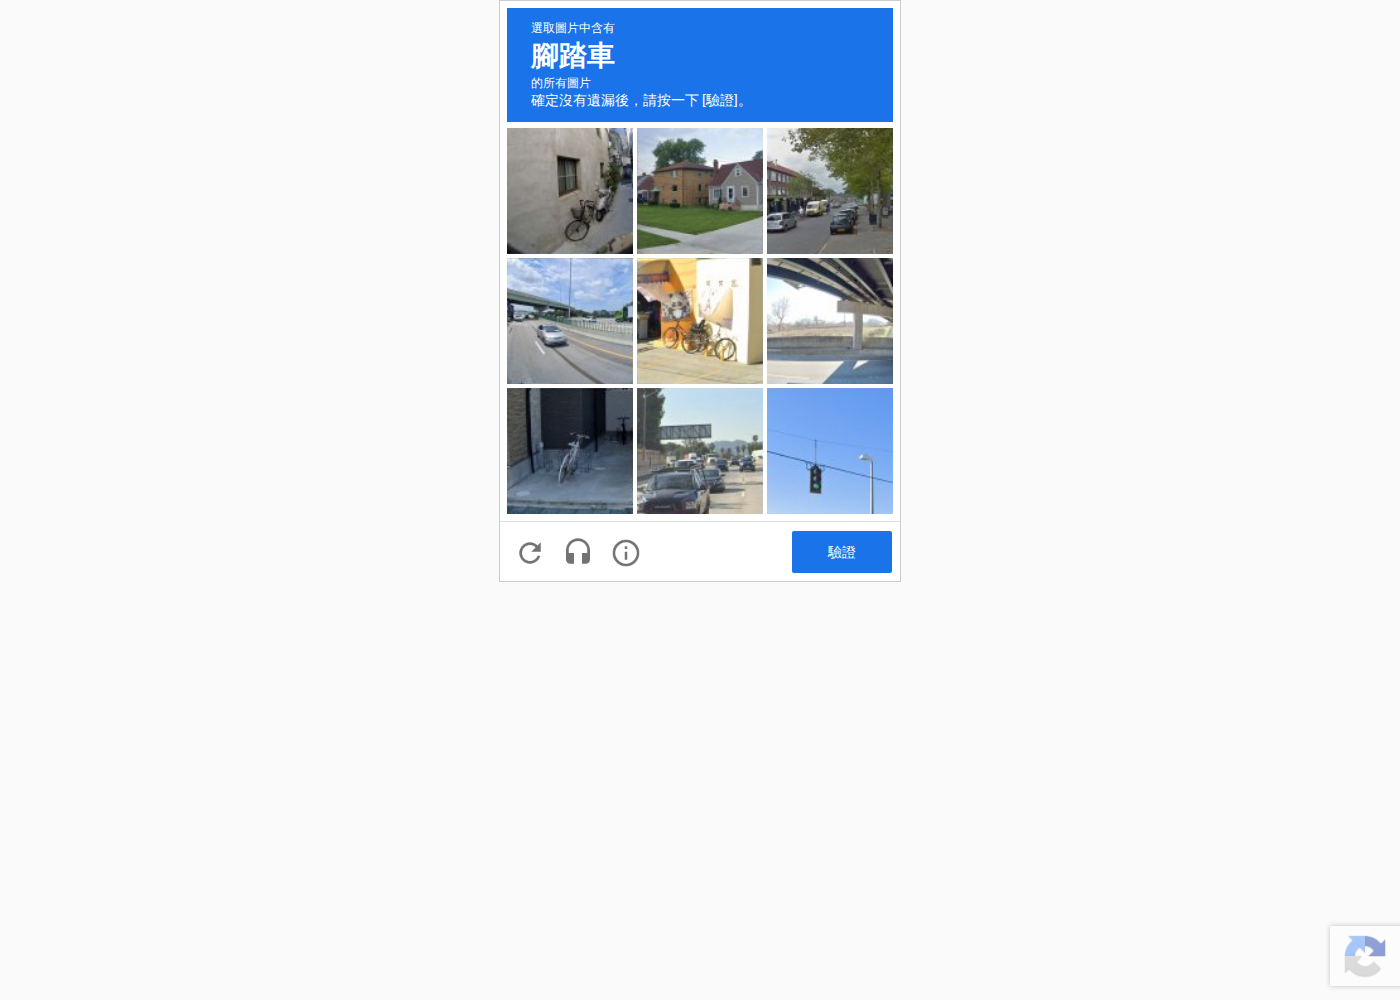 選取圖片中含有
腳踏車
的所有圖片
確定沒有遺漏後，請按一下 [驗證]。
驗證